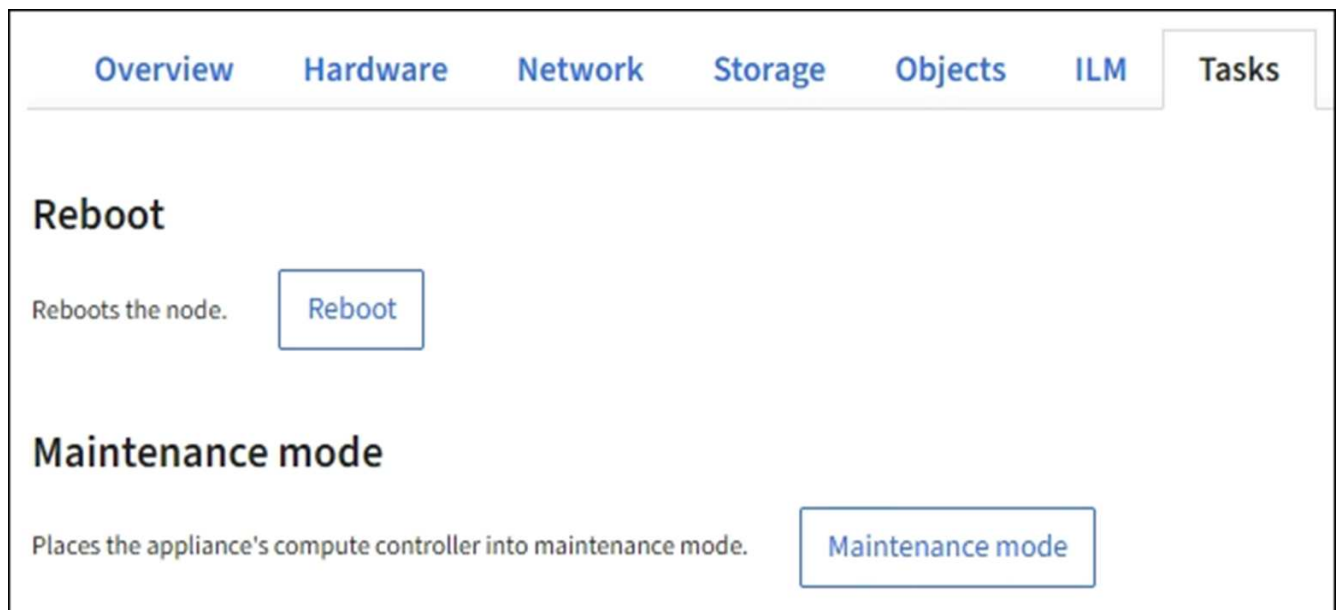 Overview Hardware Network Storage Objects ILM Tasks
Reboot
Reboots the node. Reboot
Maintenance mode
Places the appliance's compute controller into maintenance mode. Maintenance mode